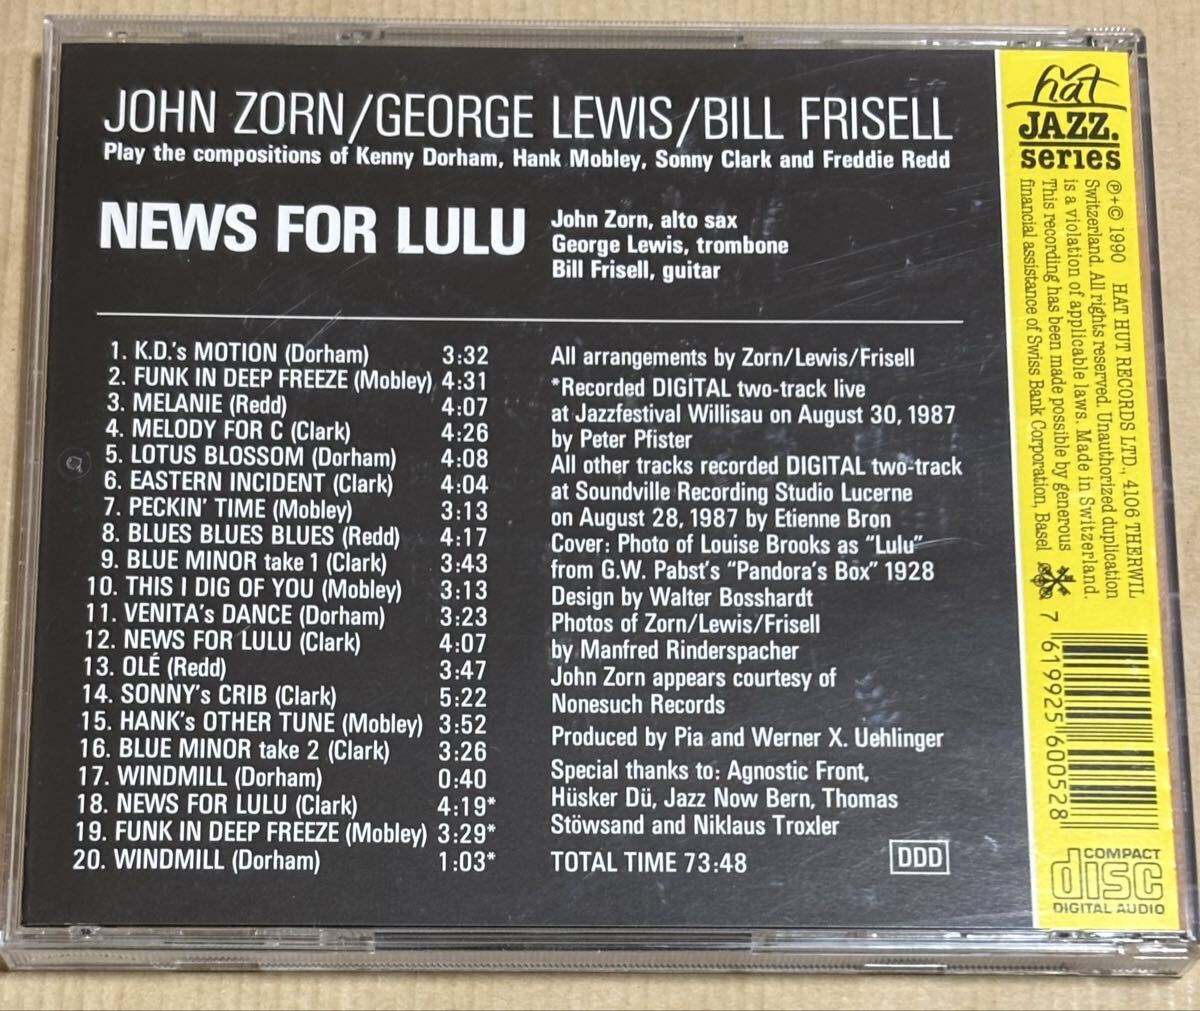 JOHN ZORN/GEORGE LEWIS/BILL FRISELL
Play the compositions of Kenny Dorham, Hank Mobley, Sonny Clark and Freddie Redd
NEWS FOR LULU
John Zorn, alto sax
George Lewis, trombone
Bill Frisell, guitar
1. K.D.'s MOTION (Dorham) 3:32
2. FUNK IN DEEP FREEZE (Mobley) 4:31
3. MELANIE (Redd) 4:07
4. MELODY FOR C (Clark) 4:26
5. LOTUS BLOSSOM (Dorham) 4:08
6. EASTERN INCIDENT (Clark) 4:04
7. PECKIN' TIME (Mobley) 3:13
8. BLUES BLUES BLUES (Redd) 4:17
9. BLUE MINOR take 1 (Clark) 3:43
10. THIS I DIG OF YOU (Mobley) 3:13
11. VENITA's DANCE (Dorham) 3:23
12. NEWS FOR LULU (Clark) 4:07
13. OLÉ (Redd) 3:47
14. SONNY's CRIB (Clark) 5:22
15. HANK's OTHER TUNE (Mobley) 3:52
16. BLUE MINOR take 2 (Clark) 3:26
17. WINDMILL (Dorham) 0:40
18. NEWS FOR LULU (Clark) 4:19*
19. FUNK IN DEEP FREEZE (Mobley) 3:29*
20. WINDMILL (Dorham) 1:03*
All arrangements by Zorn/Lewis/Frisell
*Recorded DIGITAL two-track live
at Jazzfestival Willisau on August 30, 1987
by Peter Pfister
All other tracks recorded DIGITAL two-track
at Soundville Recording Studio Lucerne
on August 28, 1987 by Etienne Bron
Cover: Photo of Louise Brooks as "Lulu"
from G.W. Pabst's "Pandora's Box" 1928
Design by Walter Bosshardt
Photos of Zorn/Lewis/Frisell
by Manfred Rinderspacher
John Zorn appears courtesy of
Nonesuch Records
Produced by Pia and Werner X. Uehlinger
Special thanks to: Agnostic Front,
Hüsker Dü, Jazz Now Bern, Thomas
Stöwsand and Niklaus Troxler
TOTAL TIME 73:48
DDD
hat
JAZZ.
series
℗+© 1990 HAT HUT RECORDS LTD., 4106 THERWIL
Switzerland. All rights reserved. Unauthorized duplication
is a violation of applicable laws. Made in Switzerland.
This recording has been made possible by generous
financial assistance of Swiss Bank Corporation, Basel
7 619925 600528
COMPACT
disc
DIGITAL AUDIO